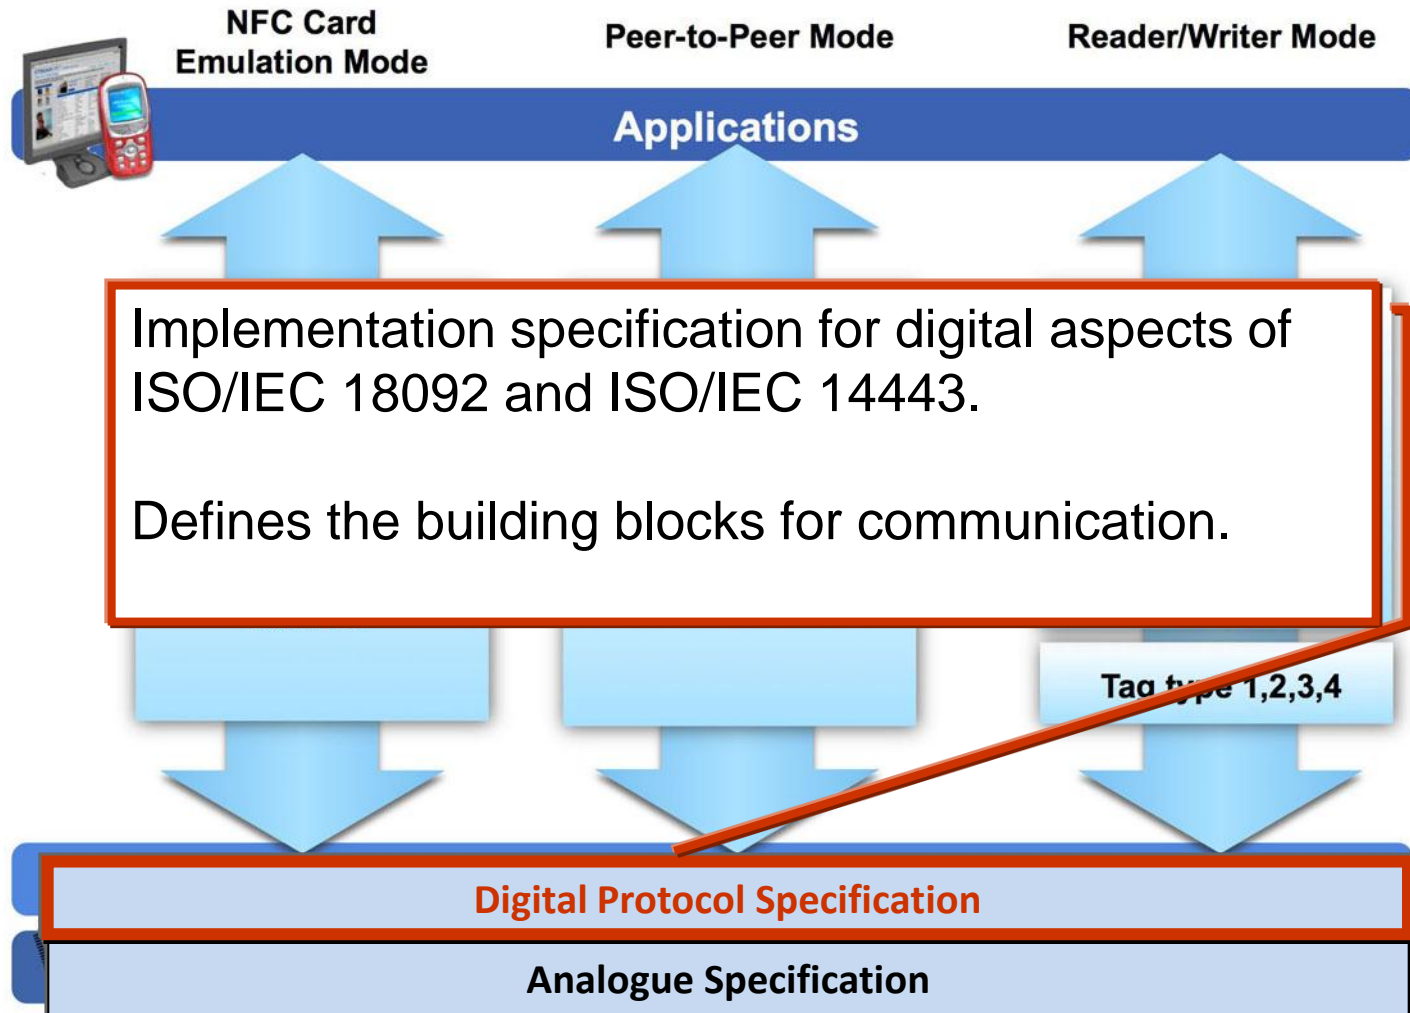 NFC Card
Emulation Mode
Peer-to-Peer Mode
Reader/Writer Mode
Applications
Implementation specification for digital aspects of
ISO/IEC 18092 and ISO/IEC 14443.
Defines the building blocks for communication.
Tag type 1,2,3,4
Digital Protocol Specification
Analogue Specification